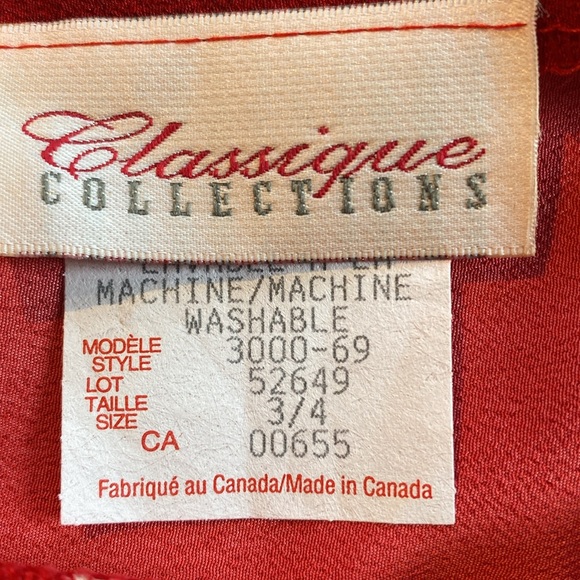 Classique
COLLECTIONS
MACHINE/MACHINE
WASHABLE
MODÈLE
STYLE 3000-69
LOT 52649
TAILLE
SIZE 3/4
CA 00655
Fabriqué au Canada/Made in Canada